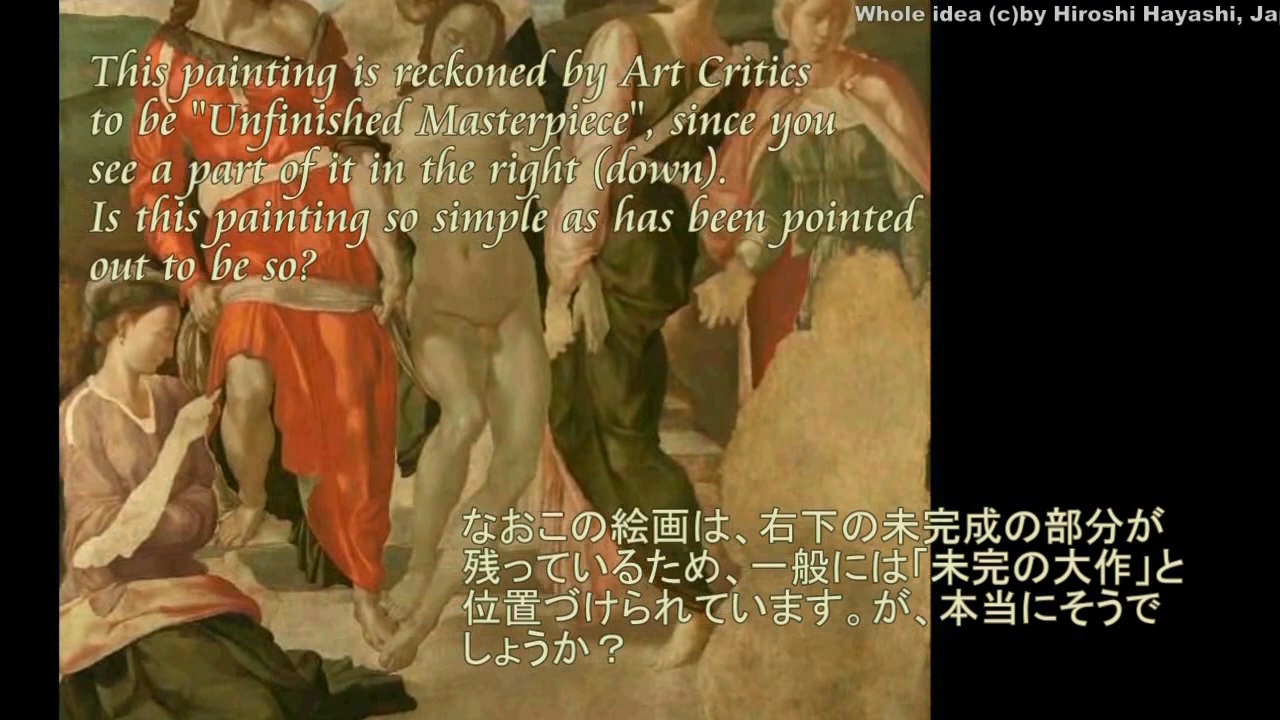 Whole idea (c)by Hiroshi Hayashi, Ja
This painting is reckoned by Art Critics
to be "Unfinished Masterpiece", since you
see a part of it in the right (down).
Is this painting so simple as has been pointed
out to be so?
なおこの絵画は、右下の未完成の部分が
残っているため、一般には「未完の大作」と
位置づけられています。が、本当にそうで
しょうか？